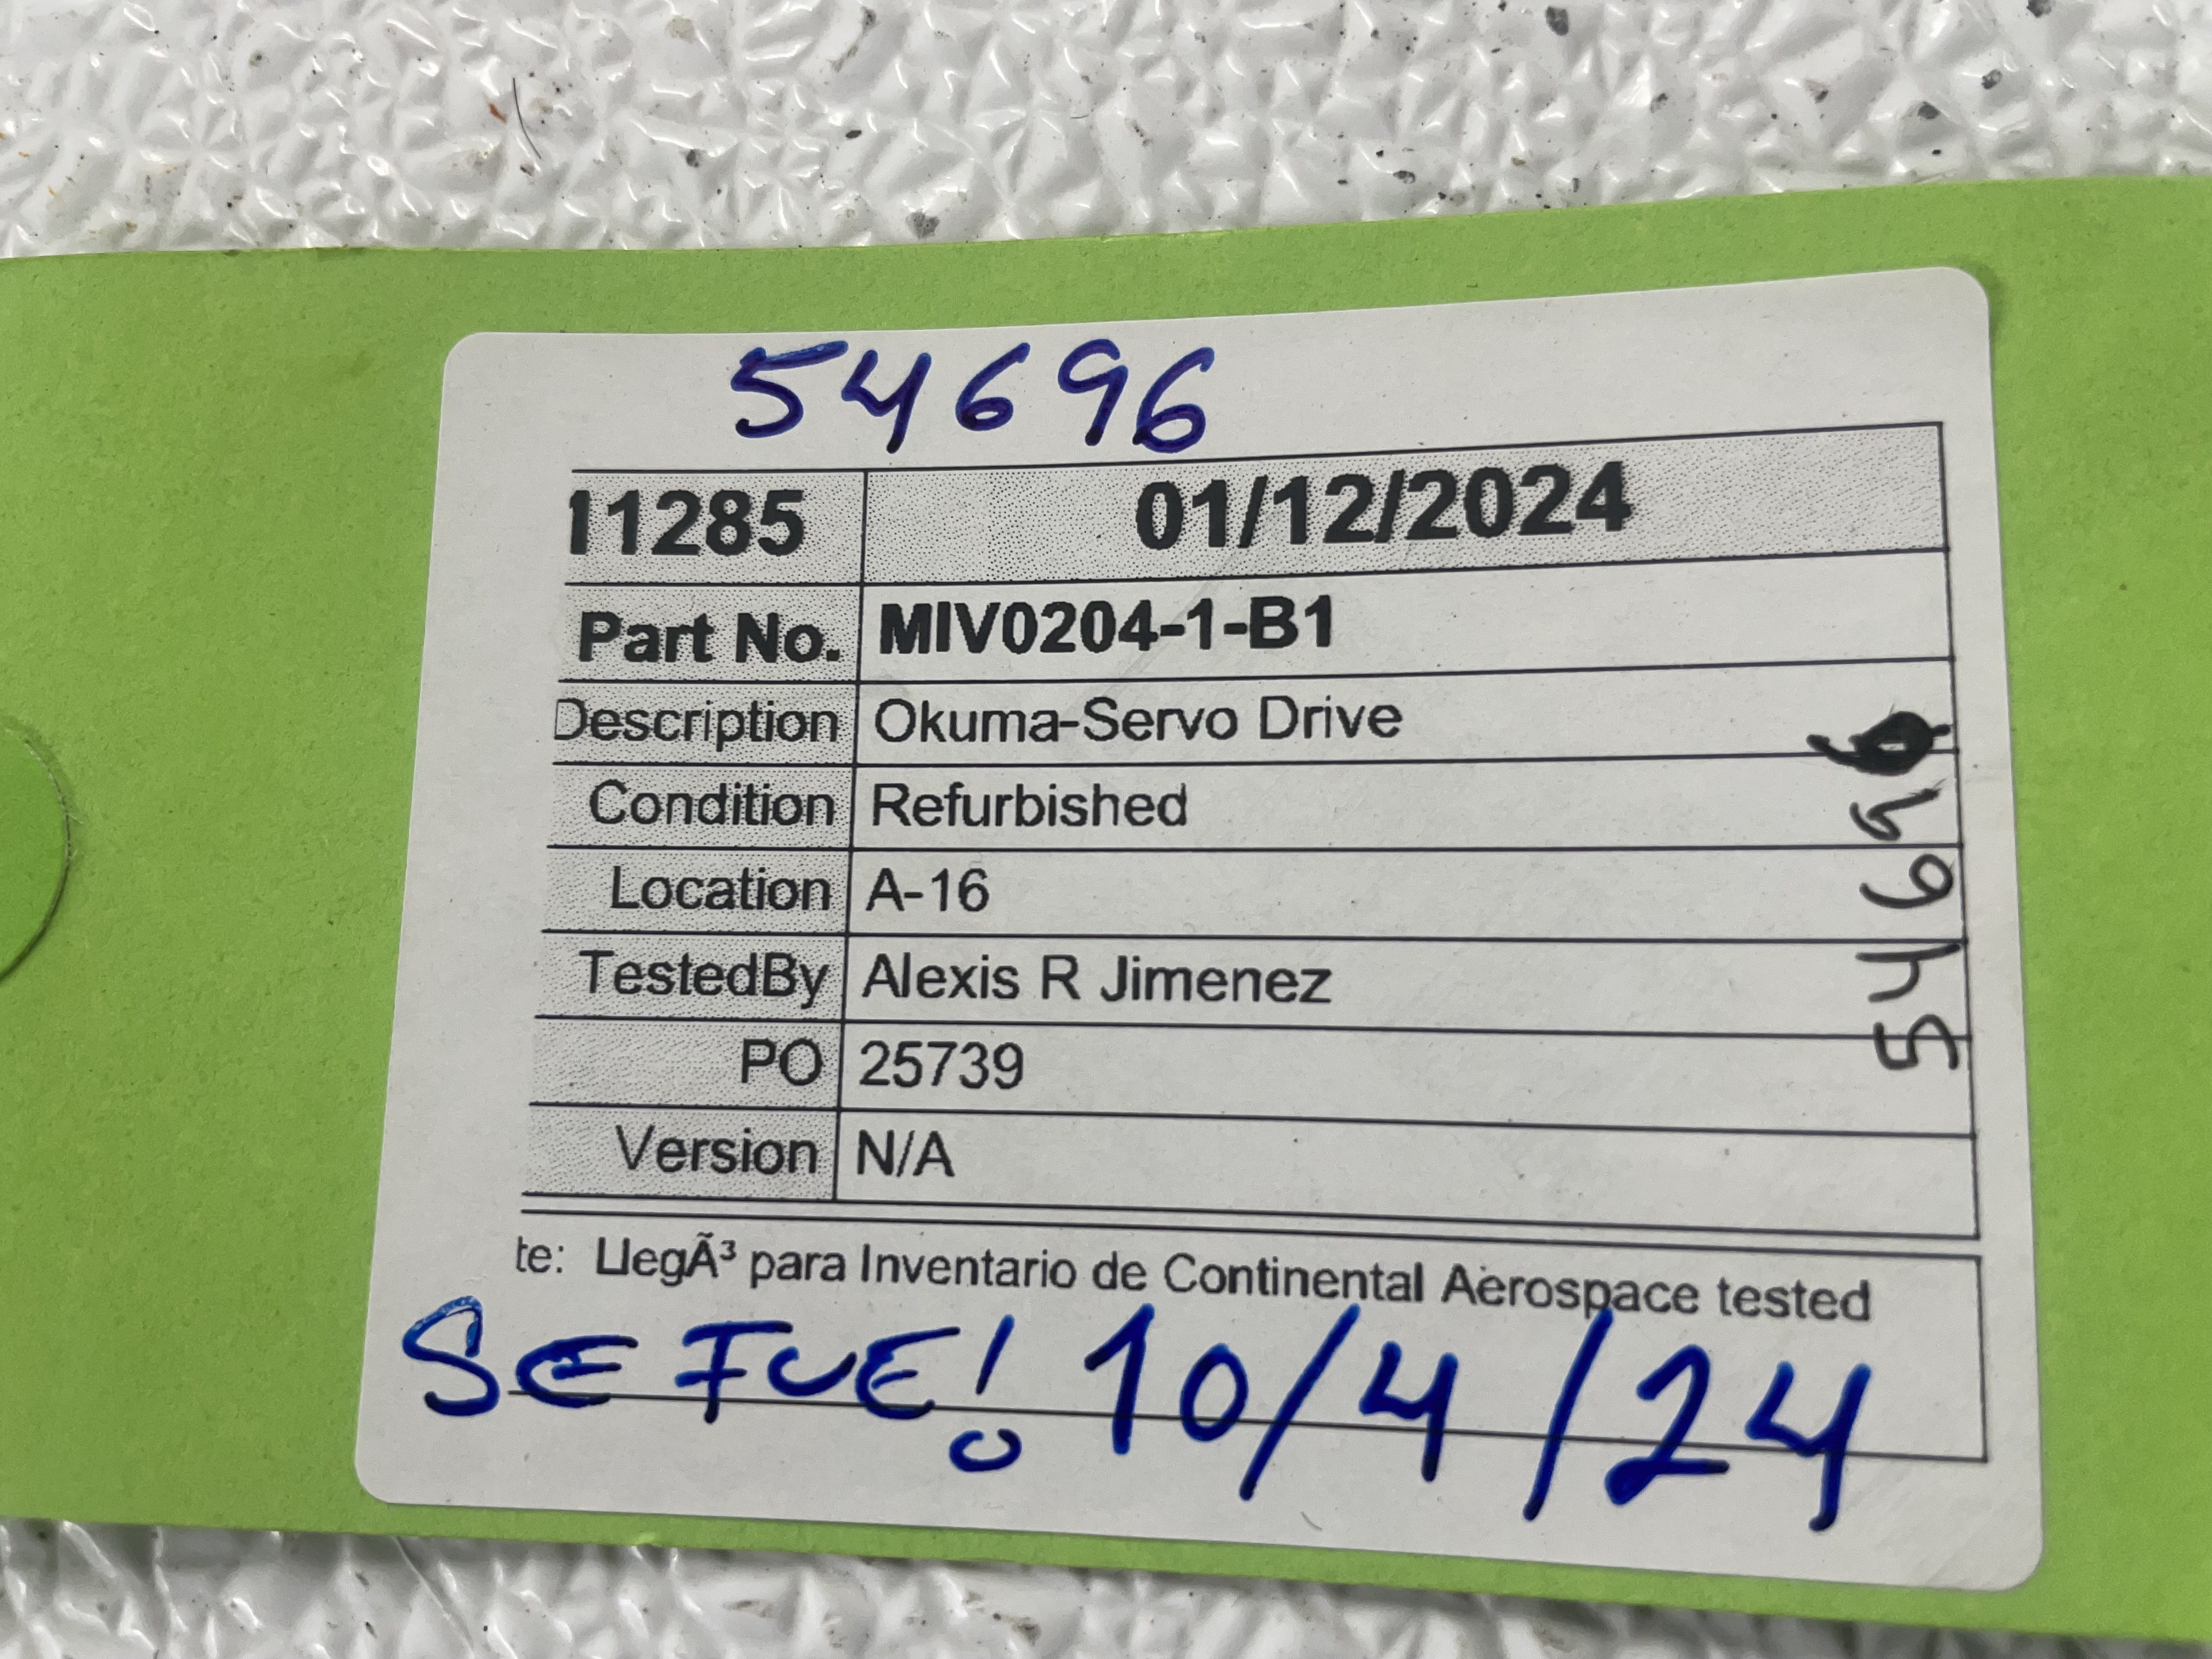 54696
11285 01/12/2024
Part No. MIV0204-1-B1
Description Okuma-Servo Drive
Condition Refurbished
Location A-16
TestedBy Alexis R Jimenez
PO 25739
Version N/A
te: LlegÃ³ para Inventario de Continental Aerospace tested
SE FUE! 10/4/24